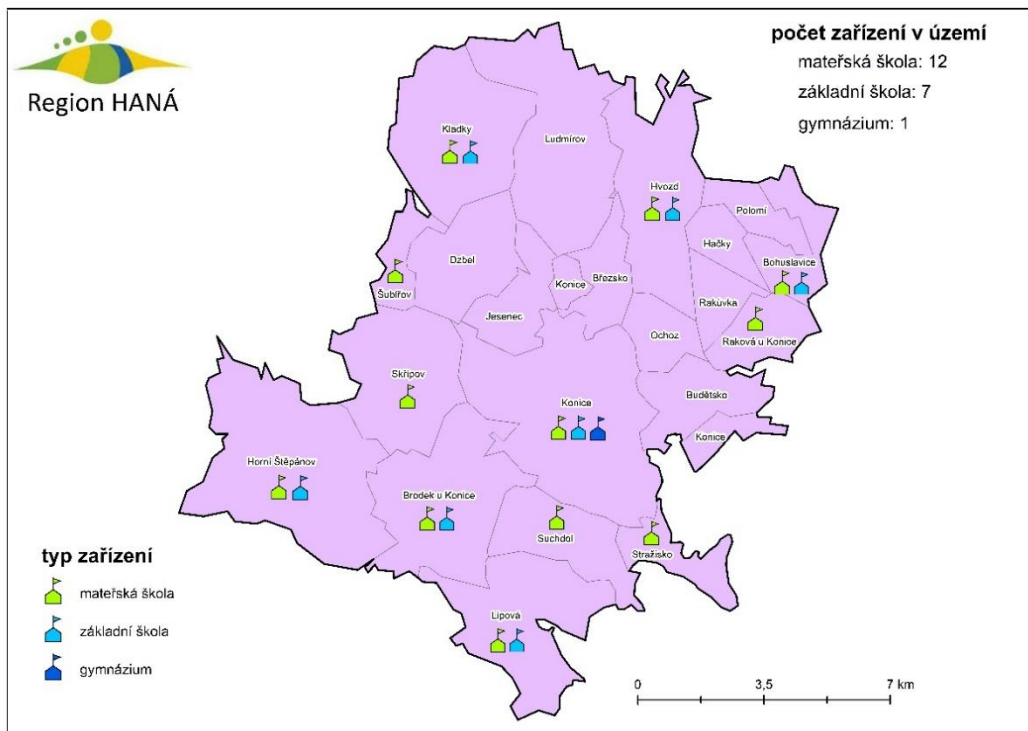 Region HANÁ
počet zařízení v území
mateřská škola: 12
základní škola: 7
gymnázium: 1
Kladky
Ludmírov
Hvozd
Polomí
Hačky
Bohuslavice
Dzbel
Šubířov
Konice
Březsko
Jesenec
Rakůvka
Ochoz
Raková u Konice
Skřipov
Konice
Budětsko
Konice
Horní Štěpánov
Brodek u Konice
Suchdol
Stražisko
Lipová
typ zařízení
mateřská škola
základní škola
gymnázium
0
3,5
7 km